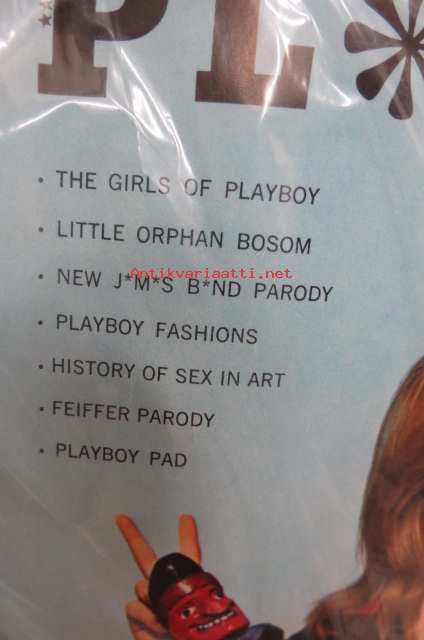 PL*
• THE GIRLS OF PLAYBOY
• LITTLE ORPHAN BOSOM
Antikvariaatti.net
• NEW J*M*S B*ND PARODY
• PLAYBOY FASHIONS
• HISTORY OF SEX IN ART
• FEIFFER PARODY
• PLAYBOY PAD